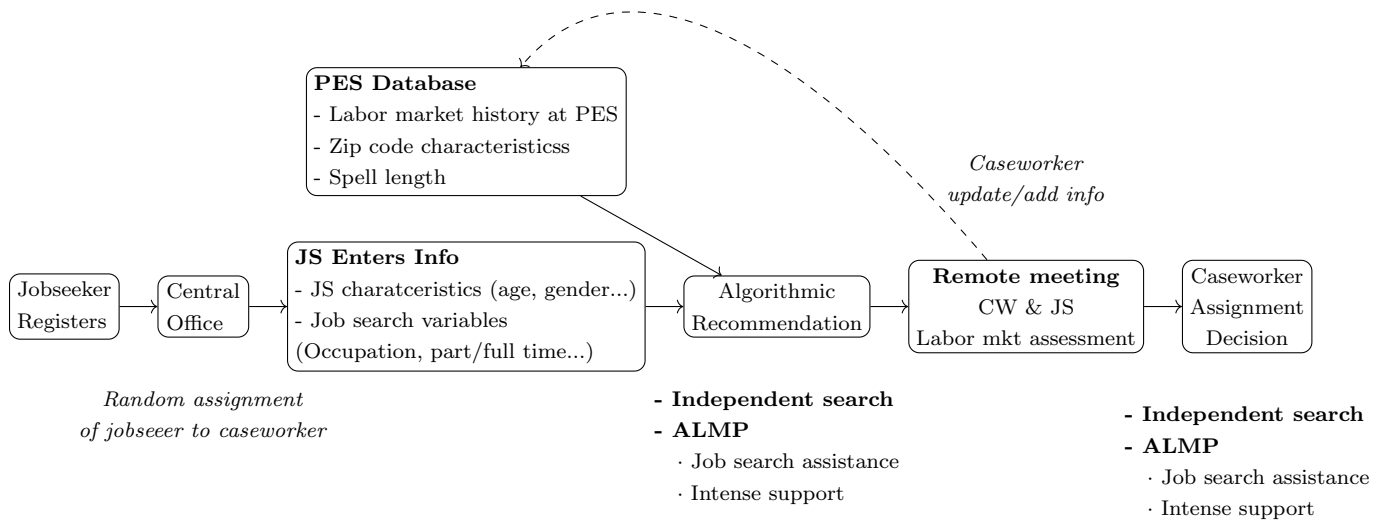 PES Database
- Labor market history at PES
- Zip code characteristicss
- Spell length
Caseworker
update/add info
Jobseeker
Registers
Central
Office
JS Enters Info
- JS charatceristics (age, gender...)
- Job search variables
(Occupation, part/full time...)
Algorithmic
Recommendation
Remote meeting
CW & JS
Labor mkt assessment
Caseworker
Assignment
Decision
Random assignment
of jobseeer to caseworker
- Independent search
- ALMP
· Job search assistance
· Intense support
- Independent search
- ALMP
· Job search assistance
· Intense support